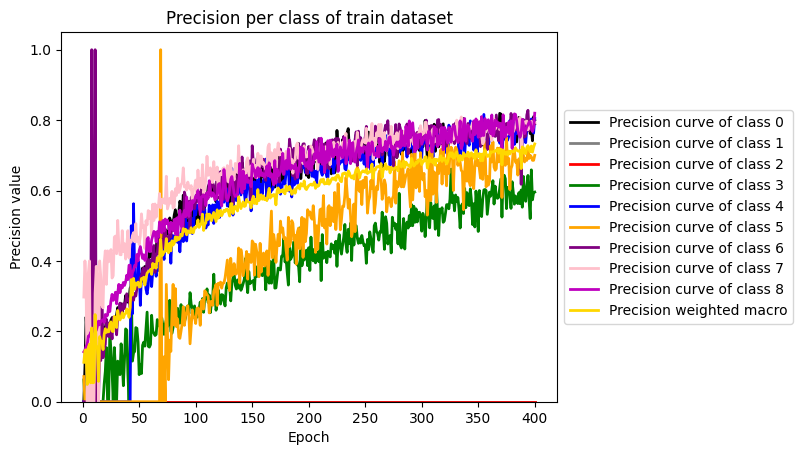 Precision per class of train dataset
Precision value
1.0
0.8
0.6
0.4
0.2
0.0
0
50
100
150
200
250
300
350
400
Epoch
Precision curve of class 0
Precision curve of class 1
Precision curve of class 2
Precision curve of class 3
Precision curve of class 4
Precision curve of class 5
Precision curve of class 6
Precision curve of class 7
Precision curve of class 8
Precision weighted macro